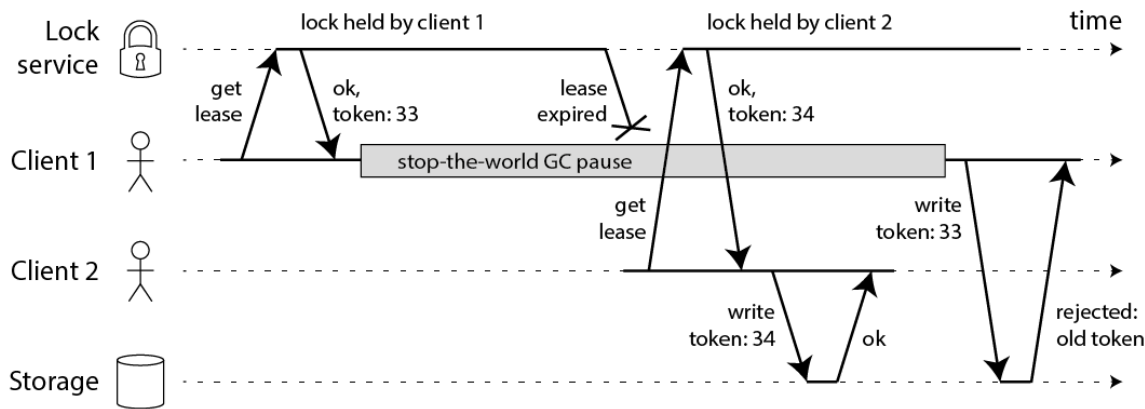 lock held by client 1
lock held by client 2
time
Lock
service
get
lease
ok,
token: 33
lease
expired
ok,
token: 34
Client 1
stop-the-world GC pause
get
lease
write
token: 33
Client 2
write
token: 34
ok
rejected:
old token
Storage